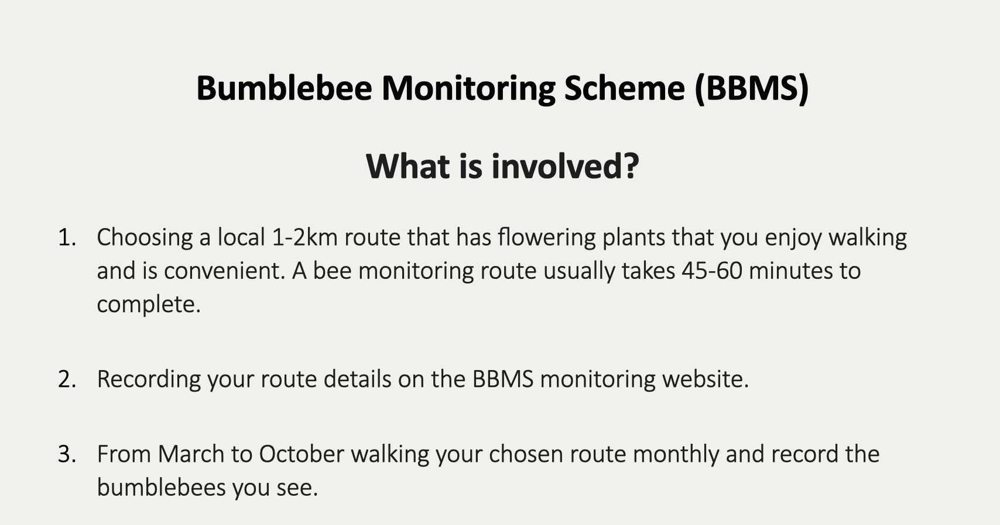 Bumblebee Monitoring Scheme (BBMS)
What is involved?
1. Choosing a local 1-2km route that has flowering plants that you enjoy walking
and is convenient. A bee monitoring route usually takes 45-60 minutes to
complete.
2. Recording your route details on the BBMS monitoring website.
3. From March to October walking your chosen route monthly and record the
bumblebees you see.